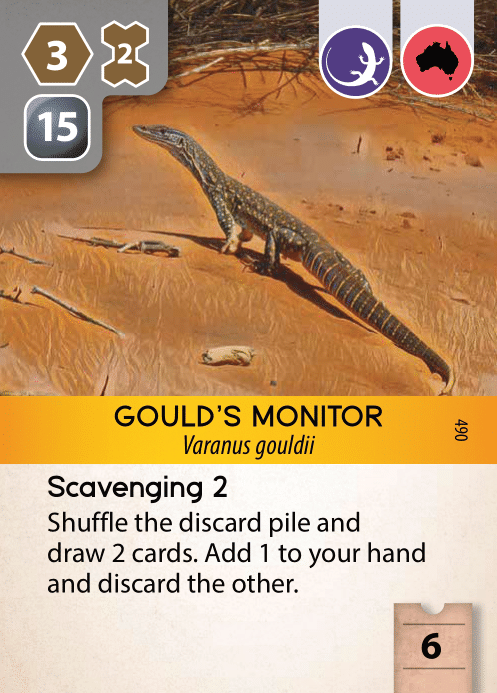 3
2
15
GOULD'S MONITOR
Varanus gouldii
490
Scavenging 2
Shuffle the discard pile and
draw 2 cards. Add 1 to your hand
and discard the other.
6